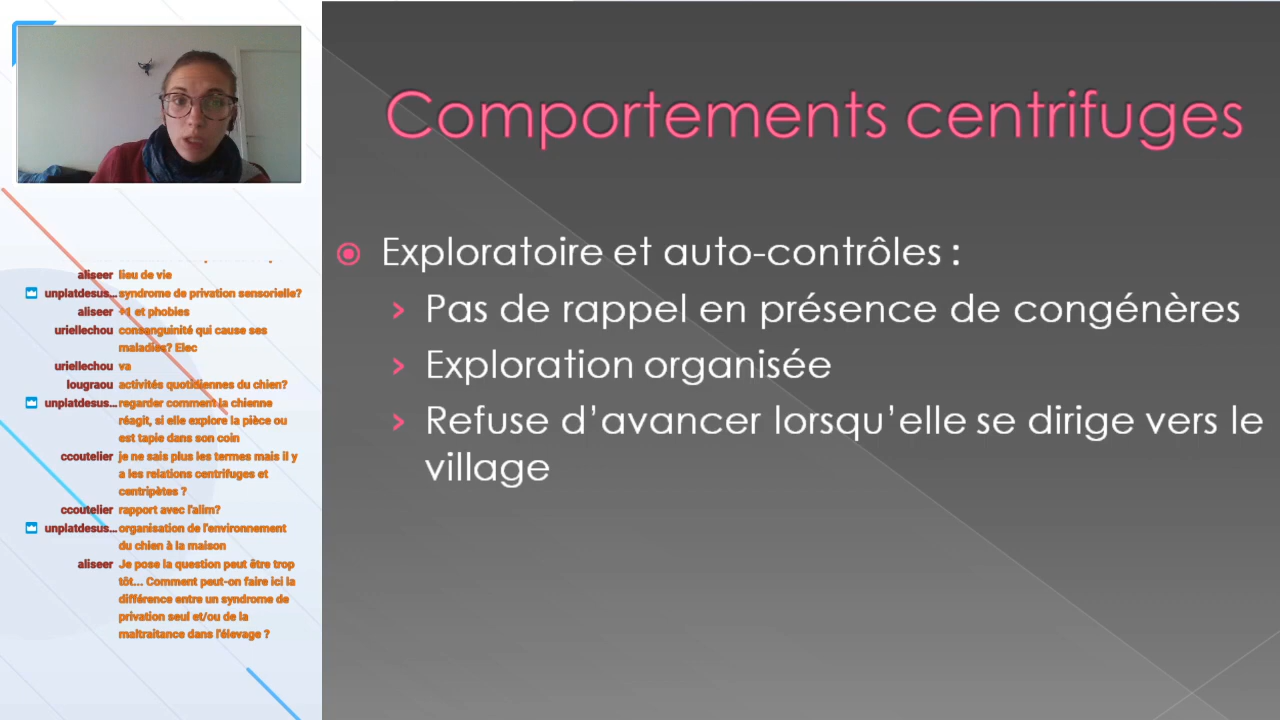 Comportements centrifuges
Exploratoire et auto-contrôles :
Pas de rappel en présence de congénères
Exploration organisée
Refuse d’avancer lorsqu’elle se dirige vers le
village
aliseer lieu de vie
unplatdesus... syndrome de privation sensorielle?
aliseer +1 et phobies
uriellechou consanguinité qui cause ses
maladies? Elec
uriellechou va
lougraou activités quotidiennes du chien?
unplatdesus... regarder comment la chienne
réagit, si elle explore la pièce ou
est tapie dans son coin
ccoutelier je ne sais plus les termes mais il y
a les relations centrifuges et
centripètes ?
ccoutelier rapport avec l'alim?
unplatdesus... organisation de l'environnement
du chien à la maison
aliseer Je pose la question peut être trop
tôt... Comment peut-on faire ici la
différence entre un syndrome de
privation seul et/ou de la
maltraitance dans l'élevage ?